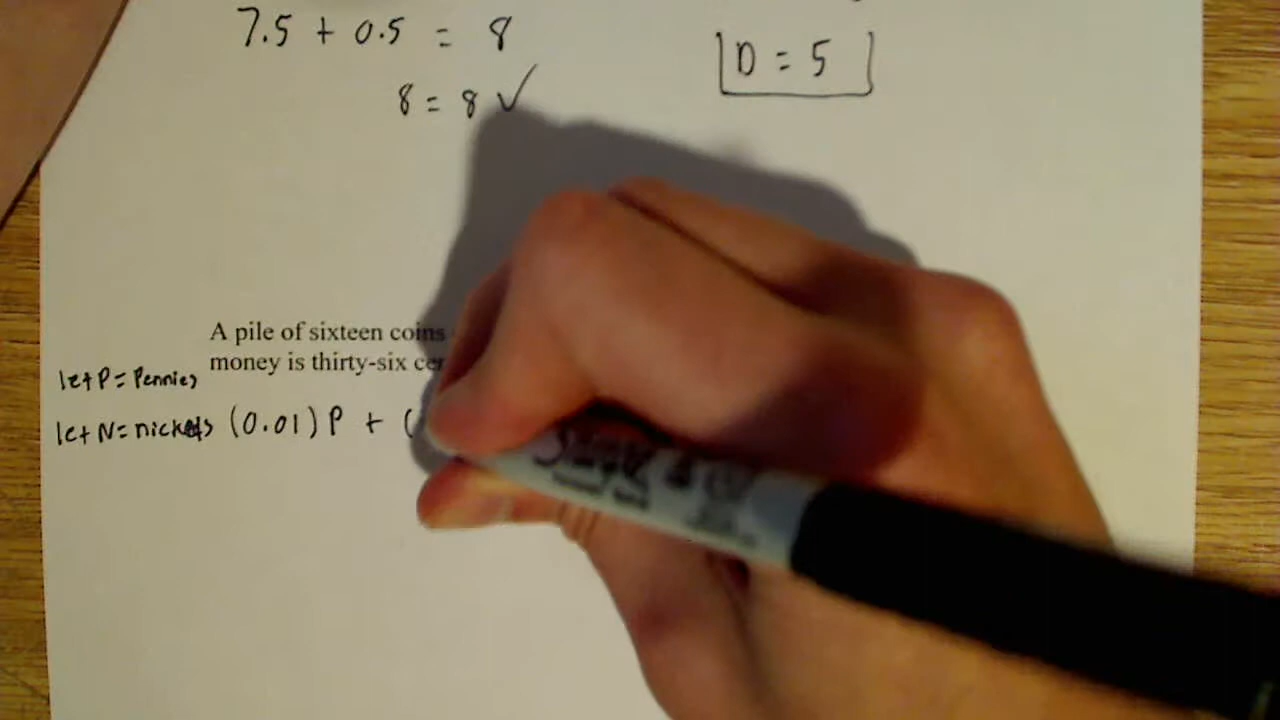 7.5 + 0.5 = 8
8 = 8 ✓
D = 5
A pile of sixteen coins
money is thirty-six
let P = Pennies
let N = nickels (0.01) P + (